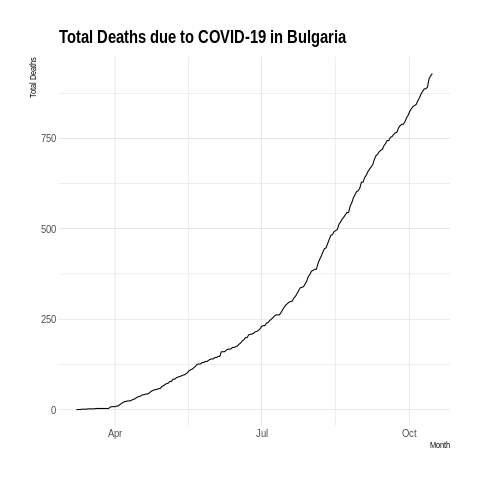 Total Deaths due to COVID-19 in Bulgaria
Total Deaths
750
500
250
0
Apr
Jul
Oct
Month